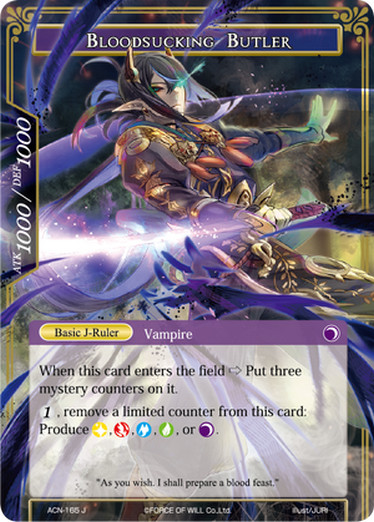 BLOODSUCKING BUTLER
ATK 1000 / DEF 1000
Basic J-Ruler Vampire
When this card enters the field ⇨ Put three
mystery counters on it.
1 , remove a limited counter from this card:
Produce , , , , or .
"As you wish. I shall prepare a blood feast."
ACN-165 J ©FORCE OF WILL Co.,Ltd. Illust/JURI